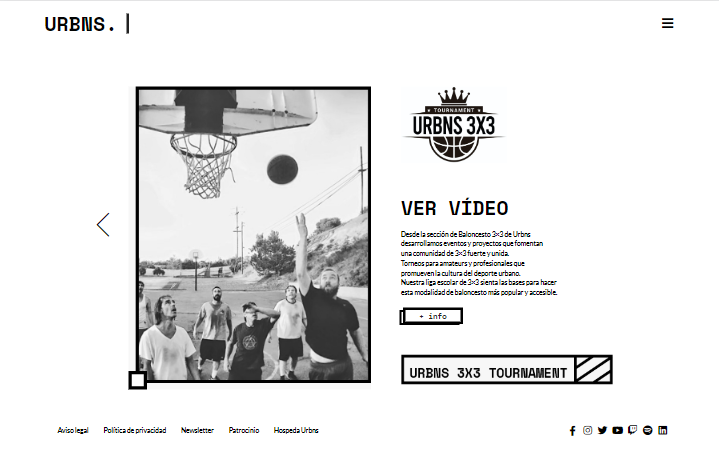 URBNS. |
TOURNAMENT
URBNS 3X3
VER VÍDEO
Desde la sección de Baloncesto 3×3 de Urbns
desarrollamos eventos y proyectos que fomentan
una comunidad de 3×3 fuerte y unida.
Torneos para amateurs y profesionales que
promueven la cultura del deporte urbano.
Nuestra liga escolar de 3×3 sienta las bases para hacer
esta modalidad de baloncesto más popular y accesible.
+ info
URBNS 3X3 TOURNAMENT
Aviso legal Política de privacidad Newsletter Patrocinio Hospeda Urbns